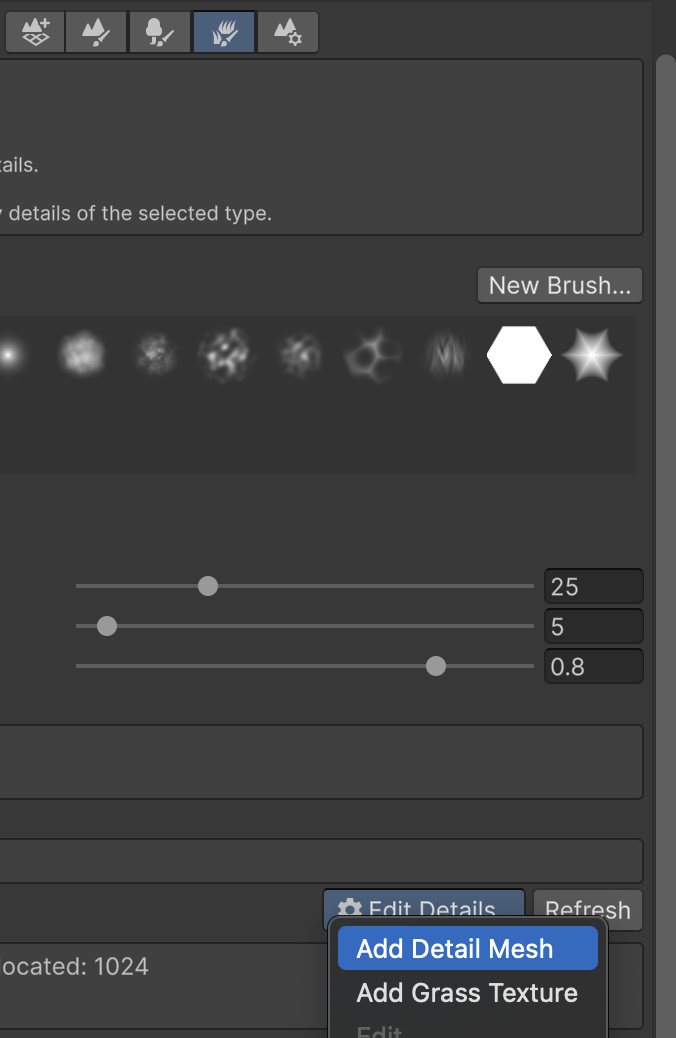 tails.
details of the selected type.
New Brush...
25
5
0.8
Edit Details...
Refresh
located: 1024
Add Detail Mesh
Add Grass Texture
Edit